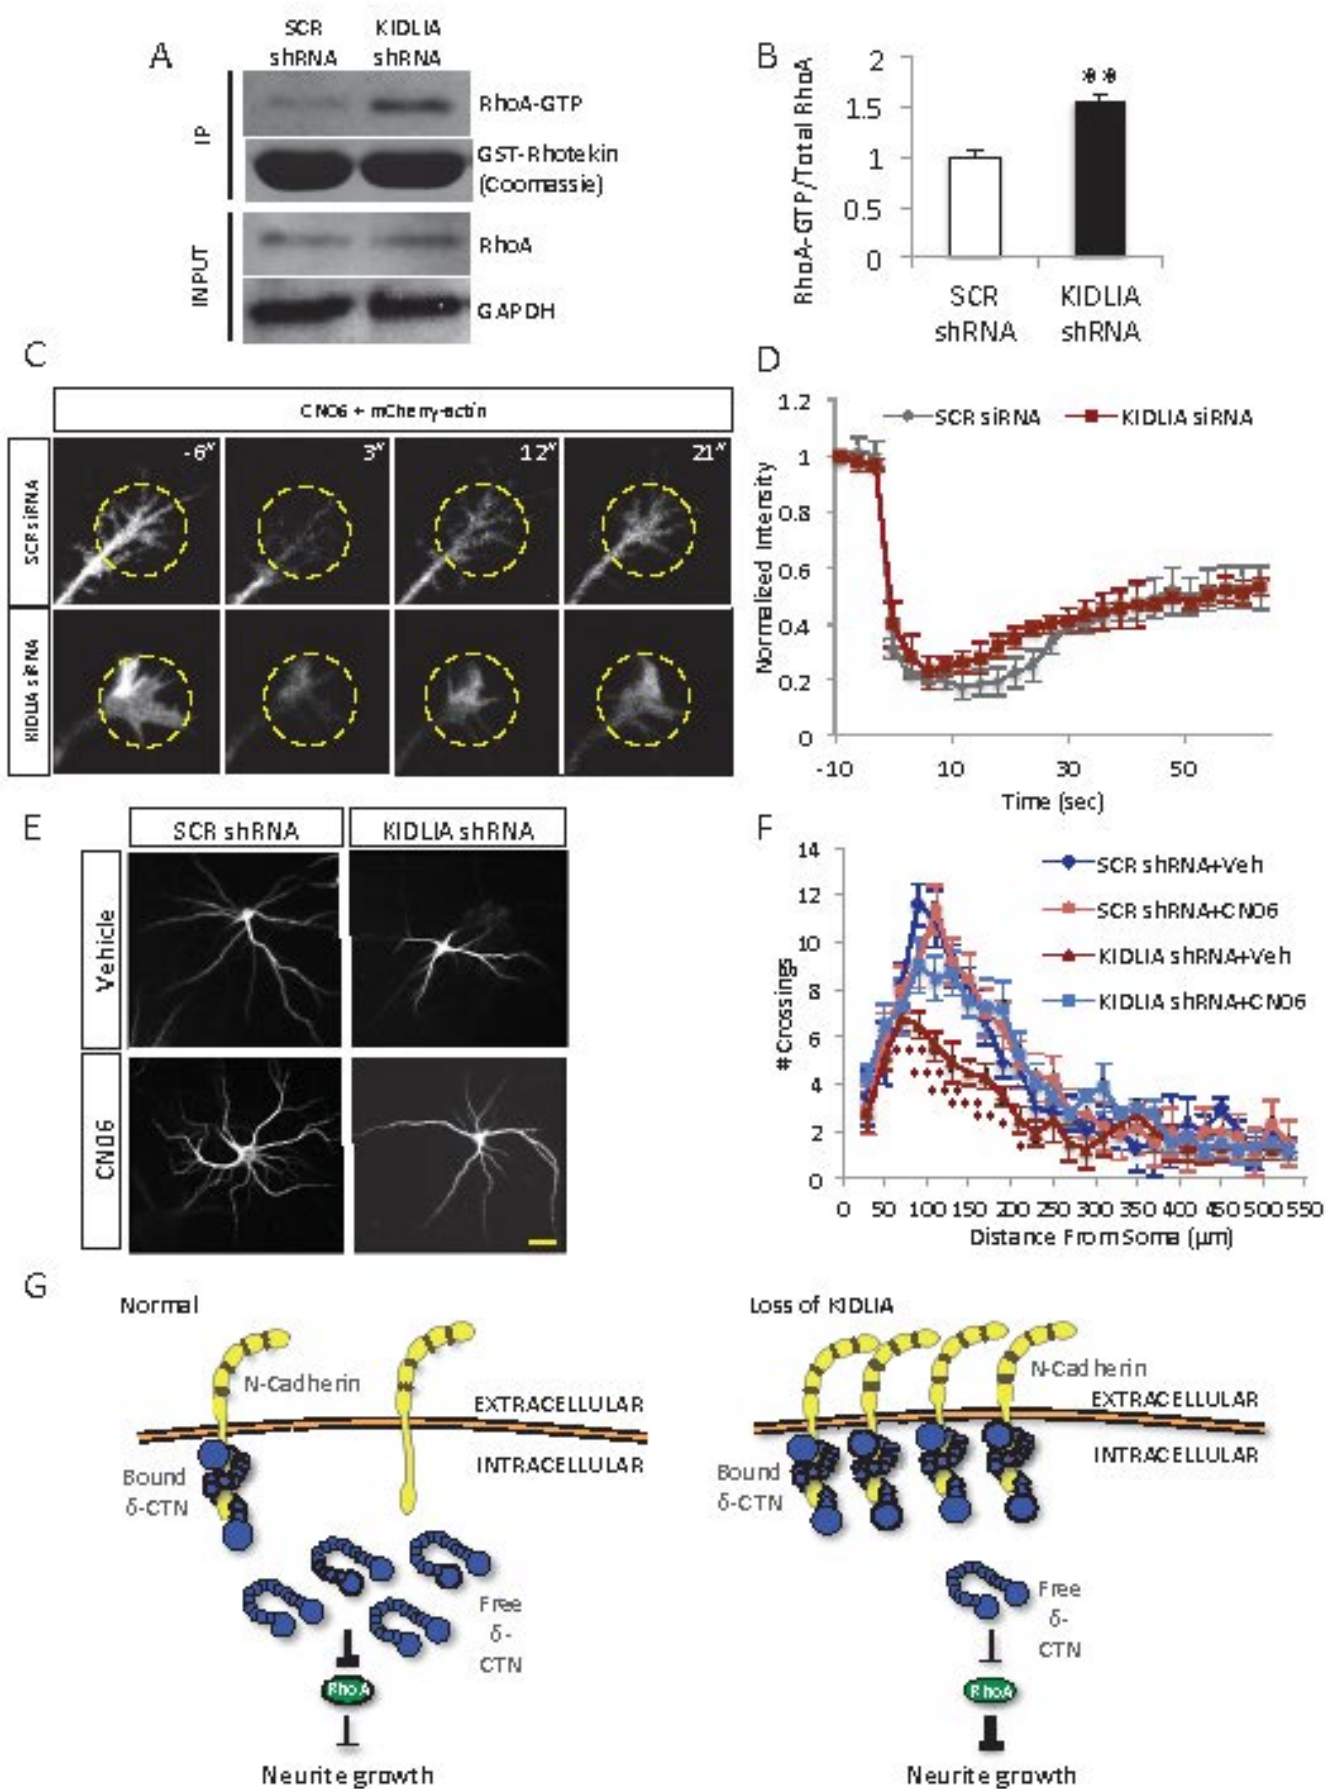 A
SCR shRNA
KIDLIA shRNA
IP
RhoA-GTP
GST-Rhotekin
(Coomassie)
INPUT
RhoA
GAPDH
B
RhoA-GTP/Total RhoA
2
1.5
1
0.5
0
**
SCR shRNA
KIDLIA shRNA
C
CN06 + mCherry-actin
SCR siRNA
-6"
3"
12"
21"
KIDLIA siRNA
D
Normalized Intensity
1.2
1
0.8
0.6
0.4
0.2
0
SCR siRNA
KIDLIA siRNA
-10
10
30
50
Time (sec)
E
SCR shRNA
KIDLIA shRNA
Vehicle
CN06
F
# Crossings
14
12
10
8
6
4
2
0
SCR shRNA+Veh
SCR shRNA+CN06
KIDLIA shRNA+Veh
KIDLIA shRNA+CN06
0 50 100 150 200 250 300 350 400 450 500 550
Distance From Soma (µm)
G
Normal
N-Cadherin
EXTRACELLULAR
INTRACELLULAR
Bound
δ-CTN
Free
δ-
CTN
RhoA
Neurite growth
Loss of KIDLIA
N-Cadherin
EXTRACELLULAR
INTRACELLULAR
Bound
δ-CTN
Free
δ-
CTN
RhoA
Neurite growth